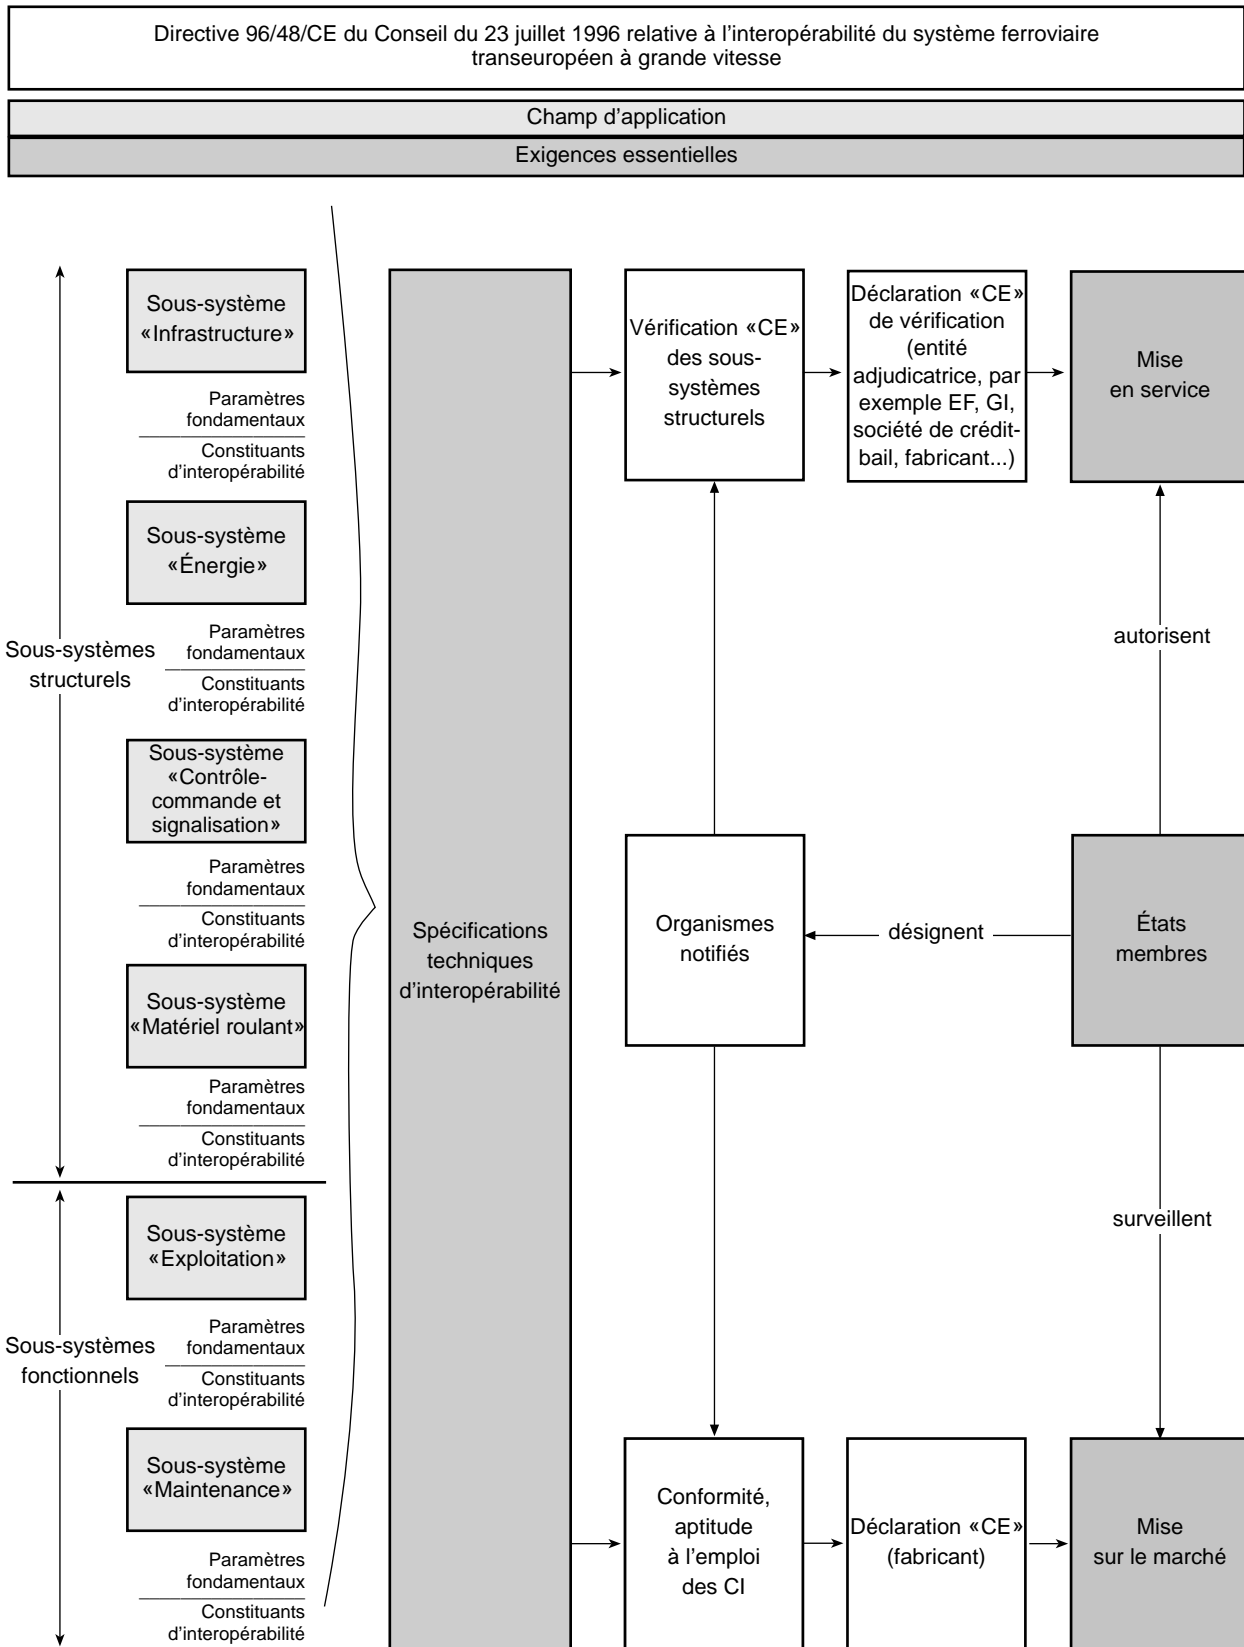 Directive 96/48/CE du Conseil du 23 juillet 1996 relative à l’interopérabilité du système ferroviaire
transeuropéen à grande vitesse
Champ d’application
Exigences essentielles
Sous-systèmes
structurels
Sous-système
«Infrastructure»
Paramètres
fondamentaux
Constituants
d’interopérabilité
Sous-système
«Énergie»
Paramètres
fondamentaux
Constituants
d’interopérabilité
Sous-système
«Contrôle-
commande et
signalisation»
Paramètres
fondamentaux
Constituants
d’interopérabilité
Sous-système
«Matériel roulant»
Paramètres
fondamentaux
Constituants
d’interopérabilité
Sous-systèmes
fonctionnels
Sous-système
«Exploitation»
Paramètres
fondamentaux
Constituants
d’interopérabilité
Sous-système
«Maintenance»
Paramètres
fondamentaux
Constituants
d’interopérabilité
Spécifications
techniques
d’interopérabilité
Vérification «CE»
des sous-
systèmes
structurels
Déclaration «CE»
de vérification
(entité
adjudicatrice, par
exemple EF, GI,
société de crédit-
bail, fabricant...)
Mise
en service
autorisent
Organismes
notifiés
désignent
États
membres
surveillent
Conformité,
aptitude
à l’emploi
des CI
Déclaration «CE»
(fabricant)
Mise
sur le marché